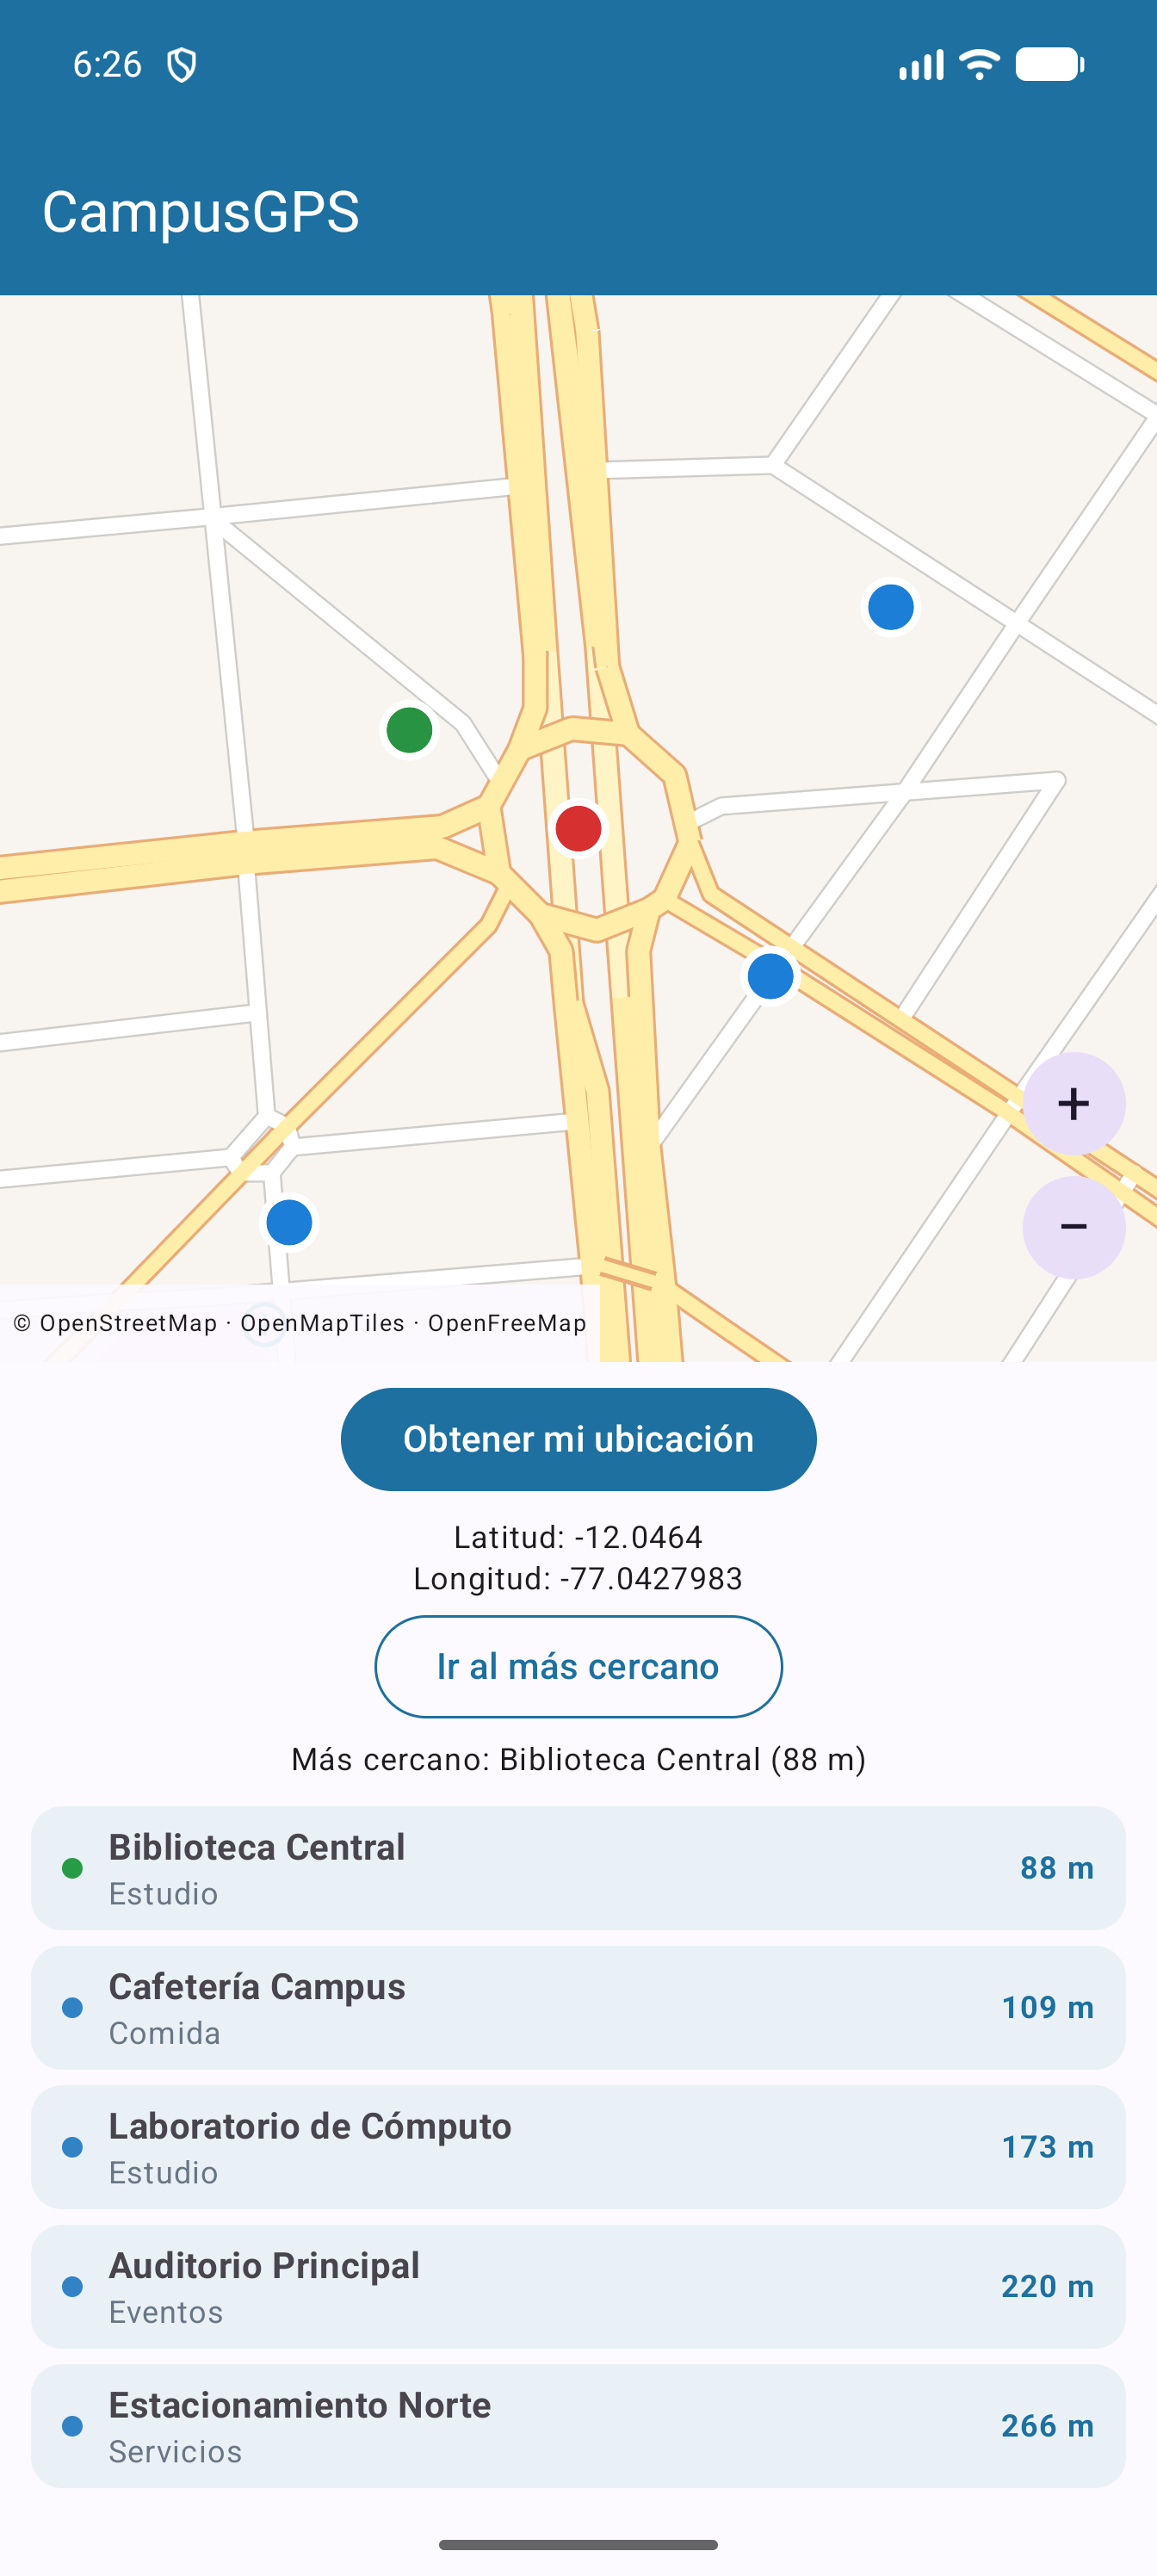 6:26
CampusGPS
+
−
© OpenStreetMap · OpenMapTiles · OpenFreeMap
Obtener mi ubicación
Latitud: -12.0464
Longitud: -77.0427983
Ir al más cercano
Más cercano: Biblioteca Central (88 m)
Biblioteca Central
Estudio
88 m
Cafetería Campus
Comida
109 m
Laboratorio de Cómputo
Estudio
173 m
Auditorio Principal
Eventos
220 m
Estacionamiento Norte
Servicios
266 m